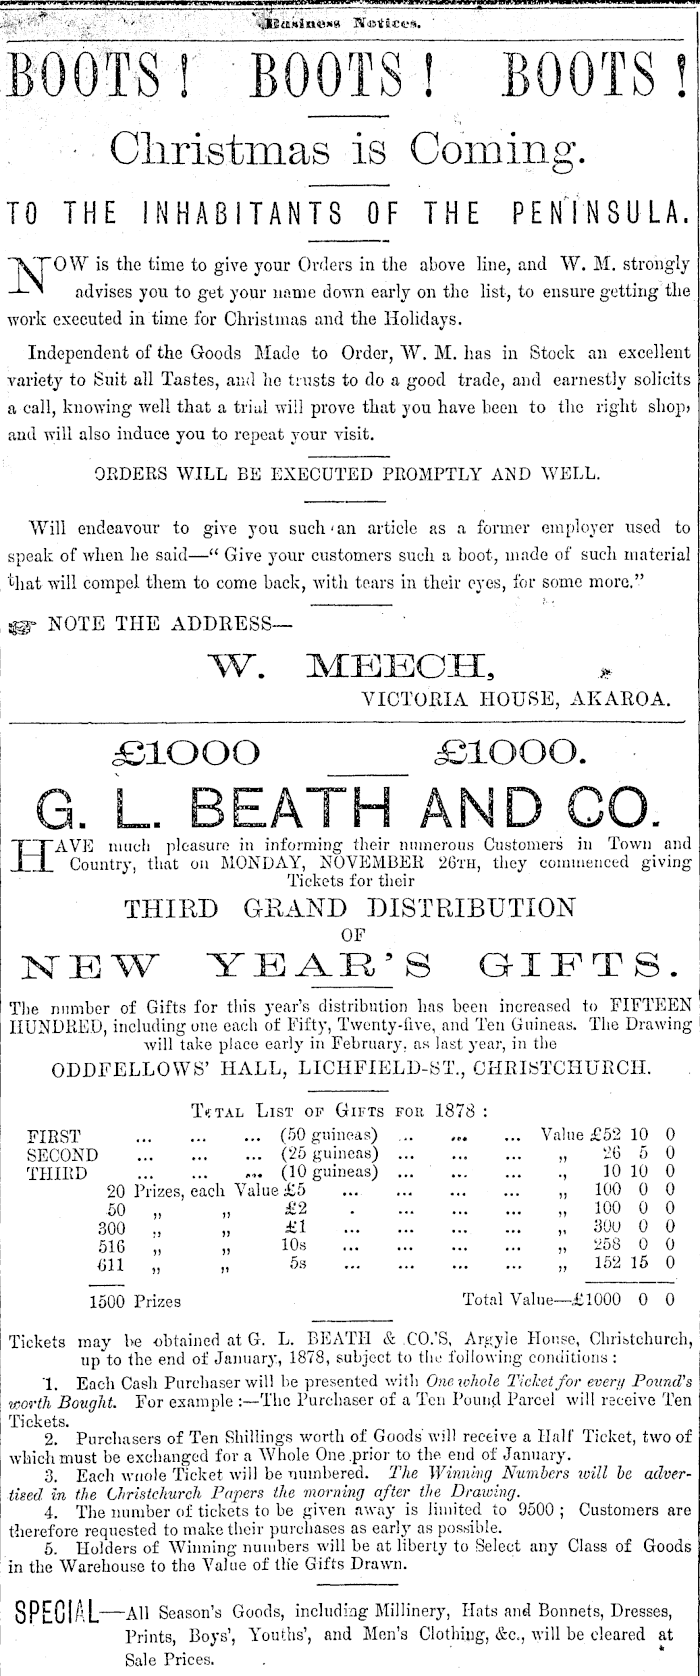 Business Notices.
BOOTS! BOOTS! BOOTS!
Christmas is Coming.
TO THE INHABITANTS OF THE PENINSULA.
NOW is the time to give your Orders in the above line, and W. M. strongly
advises you to get your name down early on the list, to ensure getting the
work executed in time for Christmas and the Holidays.
Independent of the Goods Made to Order, W. M. has in Stock an excellent
variety to Suit all Tastes, and he trusts to do a good trade, and earnestly solicits
a call, knowing well that a trial will prove that you have been to the right shop,
and will also induce you to repeat your visit.
ORDERS WILL BE EXECUTED PROMPTLY AND WELL.
Will endeavour to give you such an article as a former employer used to
speak of when he said—“ Give your customers such a boot, made of such material
that will compel them to come back, with tears in their eyes, for some more.”
☞ NOTE THE ADDRESS—
W. MEECH,
VICTORIA HOUSE, AKAROA.
£1000 £1000.
G. L. BEATH AND CO.
HAVE much pleasure in informing their numerous Customers in Town and
Country, that on MONDAY, NOVEMBER 26TH, they commenced giving
Tickets for their
THIRD GRAND DISTRIBUTION
OF
NEW YEAR'S GIFTS.
The number of Gifts for this year's distribution has been increased to FIFTEEN
HUNDRED, including one each of Fifty, Twenty-five, and Ten Guineas. The Drawing
will take place early in February, as last year, in the
ODDFELLOWS' HALL, LICHFIELD-ST., CHRISTCHURCH.
TOTAL LIST OF GIFTS FOR 1878 :
FIRST ... ... ... (50 guineas) ... ... ... Value £52 10 0
SECOND ... ... ... (25 guineas) ... ... ... „ 26 5 0
THIRD ... ... ... (10 guineas) ... ... ... „ 10 10 0
20 Prizes, each Value £5 ... ... ... ... „ 100 0 0
50 „ „ £2 . ... ... ... „ 100 0 0
300 „ „ £1 ... ... ... ... „ 300 0 0
516 „ „ 10s ... ... ... ... „ 258 0 0
611 „ „ 5s ... ... ... ... „ 152 15 0
1500 Prizes Total Value—£1000 0 0
Tickets may be obtained at G. L. BEATH & CO.'S, Argyle House, Christchurch,
up to the end of January, 1878, subject to the following conditions :
1. Each Cash Purchaser will be presented with One whole Ticket for every Pound's
worth Bought. For example :—The Purchaser of a Ten Pound Parcel will receive Ten
Tickets.
2. Purchasers of Ten Shillings worth of Goods will receive a Half Ticket, two of
which must be exchanged for a Whole One prior to the end of January.
3. Each whole Ticket will be numbered. The Winning Numbers will be adver-
tised in the Christchurch Papers the morning after the Drawing.
4. The number of tickets to be given away is limited to 9500 ; Customers are
therefore requested to make their purchases as early as possible.
5. Holders of Winning numbers will be at liberty to Select any Class of Goods
in the Warehouse to the Value of the Gifts Drawn.
SPECIAL—All Season's Goods, including Millinery, Hats and Bonnets, Dresses,
Prints, Boys', Youths', and Men's Clothing, &c., will be cleared at
Sale Prices.